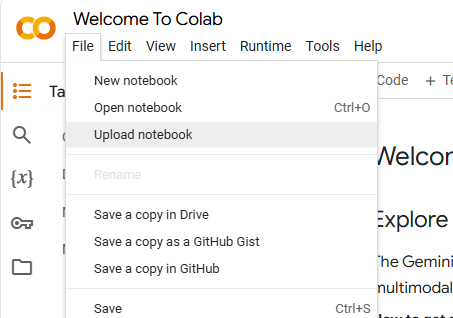 Welcome To Colab
File Edit View Insert Runtime Tools Help
Code + Te
Ta
New notebook
Open notebook Ctrl+O
Upload notebook
Rename
Save a copy in Drive
Save a copy as a GitHub Gist
Save a copy in GitHub
Save Ctrl+S
{x}
Welcom
Explore
The Gemini
multimodal